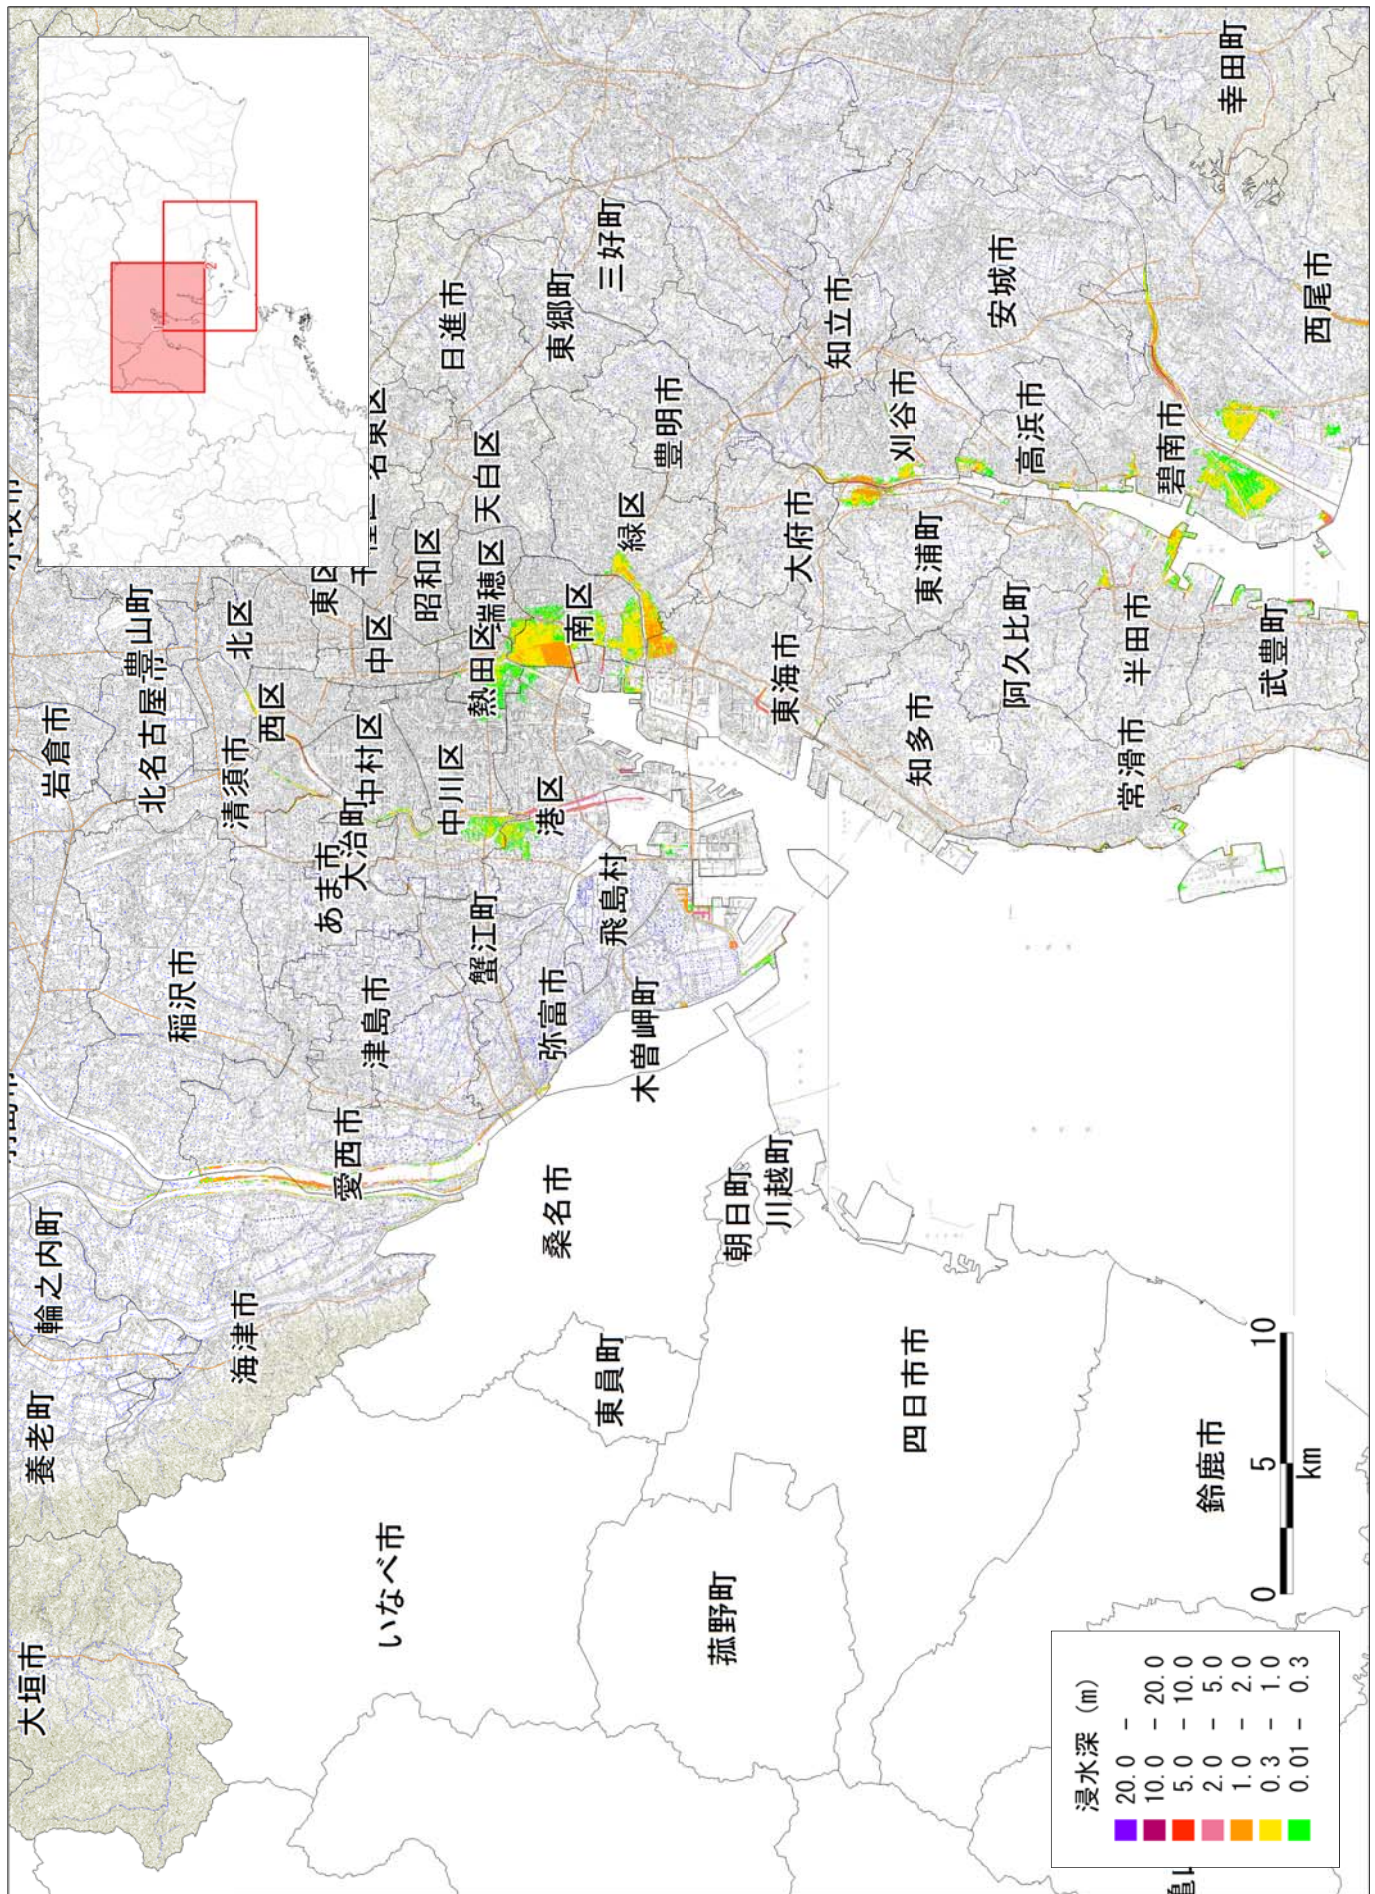 大垣市
養老町
輪之内町
海津市
いなべ市
東員町
菰野町
桑名市
朝日町
川越町
四日市市
鈴鹿市
愛西市
稲沢市
津島市
弥富市
木曽岬町
蟹江町
飛島村
あま市
大治町
清須市
岩倉市
北名古屋市
豊山町
北区
西区
中村区
中川区
港区
中区
昭和区
熱田区
瑞穂区
天白区
南区
緑区
日進市
東郷町
三好町
豊明市
大府市
東海市
知多市
東浦町
阿久比町
知立市
刈谷市
高浜市
安城市
碧南市
半田市
常滑市
武豊町
西尾市
幸田町
浸水深 (m)
20.0 -
10.0 - 20.0
5.0 - 10.0
2.0 - 5.0
1.0 - 2.0
0.3 - 1.0
0.01 - 0.3
0 5 10
km